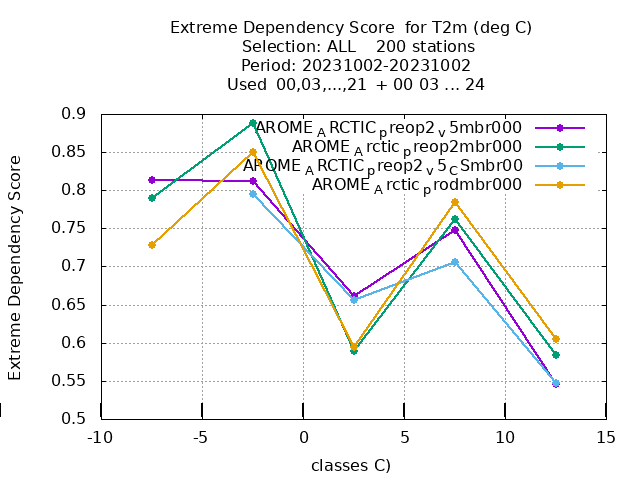 Extreme Dependency Score  for T2m (deg C)
Selection: ALL    200 stations
Period: 20231002-20231002
Used  00,03,...,21  + 00 03 ... 24
AROME_ARCTIC_preop2_v5mbr000
AROME_Arctic_preop2mbr000
AROME_ARCTIC_preop2_v5_CSmbr00
AROME_Arctic_prodmbr000
Extreme Dependency Score
0.9
0.85
0.8
0.75
0.7
0.65
0.6
0.55
0.5
-10 -5 0 5 10 15
classes C)